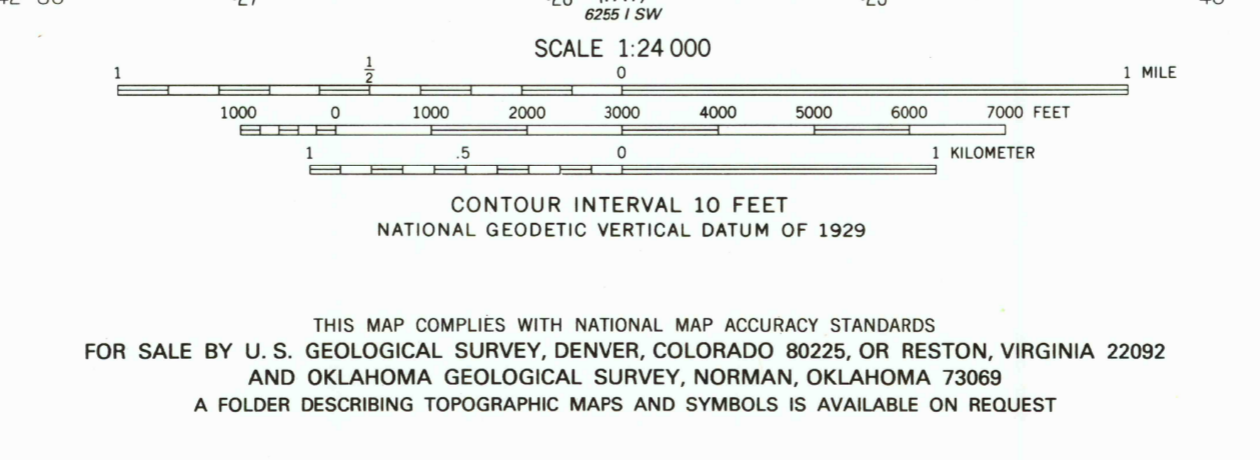 6255 I SW
SCALE 1:24 000
1 1/2 0 1 MILE
1000 0 1000 2000 3000 4000 5000 6000 7000 FEET
1 .5 0 1 KILOMETER
CONTOUR INTERVAL 10 FEET
NATIONAL GEODETIC VERTICAL DATUM OF 1929
THIS MAP COMPLIES WITH NATIONAL MAP ACCURACY STANDARDS
FOR SALE BY U. S. GEOLOGICAL SURVEY, DENVER, COLORADO 80225, OR RESTON, VIRGINIA 22092
AND OKLAHOMA GEOLOGICAL SURVEY, NORMAN, OKLAHOMA 73069
A FOLDER DESCRIBING TOPOGRAPHIC MAPS AND SYMBOLS IS AVAILABLE ON REQUEST